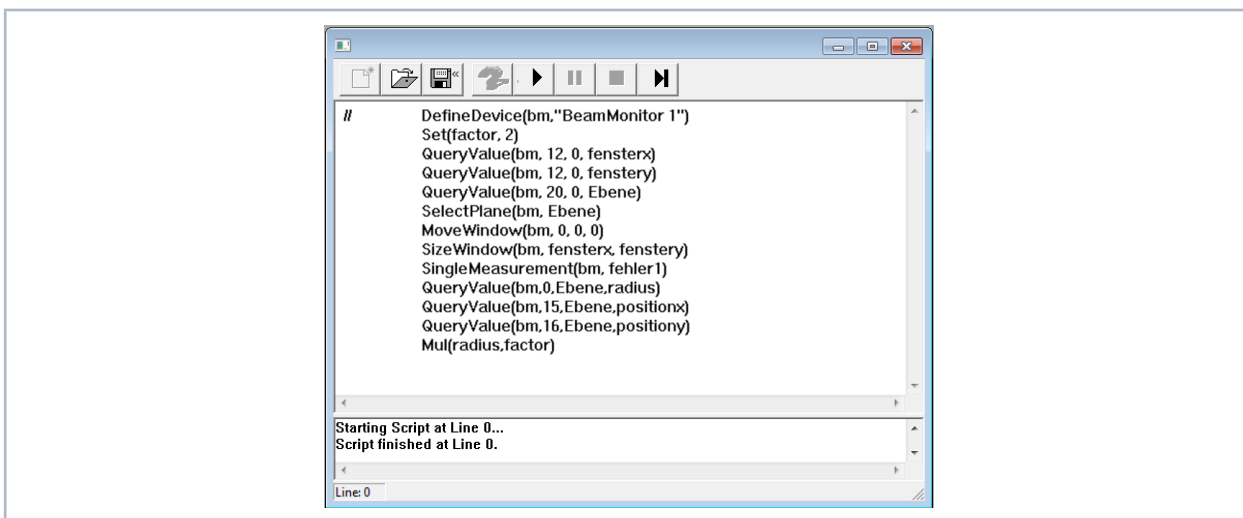 // DefineDevice(bm,"BeamMonitor 1")
Set(factor, 2)
QueryValue(bm, 12, 0, fensterx)
QueryValue(bm, 12, 0, fenstery)
QueryValue(bm, 20, 0, Ebene)
SelectPlane(bm, Ebene)
MoveWindow(bm, 0, 0, 0)
SizeWindow(bm, fensterx, fenstery)
SingleMeasurement(bm, fehler1)
QueryValue(bm,0,Ebene,radius)
QueryValue(bm,15,Ebene,positionx)
QueryValue(bm,16,Ebene,positiony)
Mul(radius,factor)
Starting Script at Line 0...
Script finished at Line 0.
Line: 0